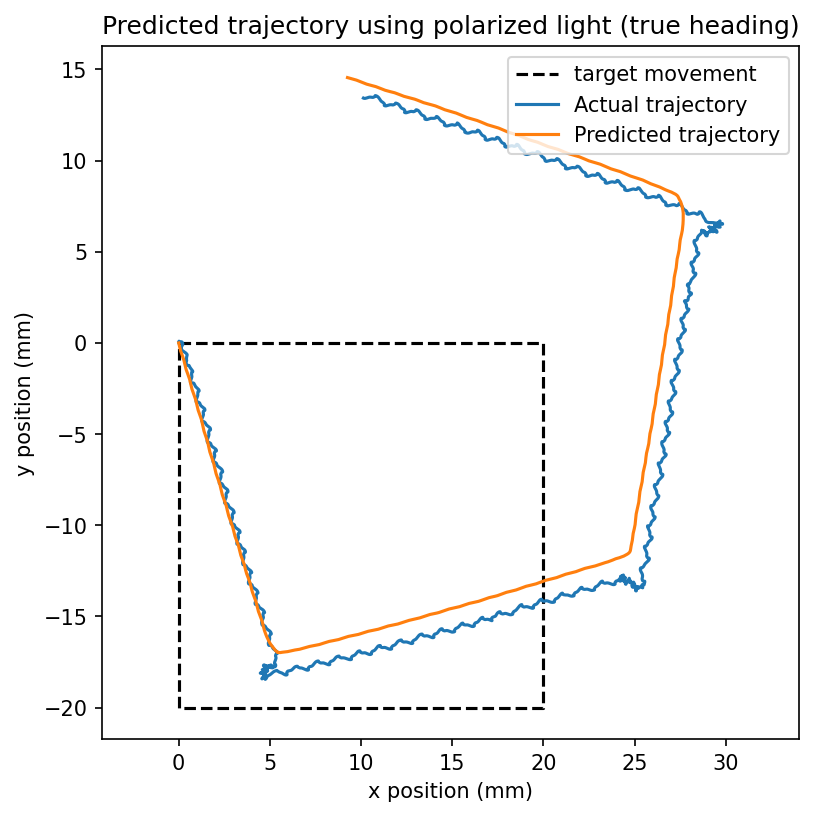 Predicted trajectory using polarized light (true heading)
target movement
Actual trajectory
Predicted trajectory
15
10
5
0
−5
−10
−15
−20
y position (mm)
0 5 10 15 20 25 30
x position (mm)